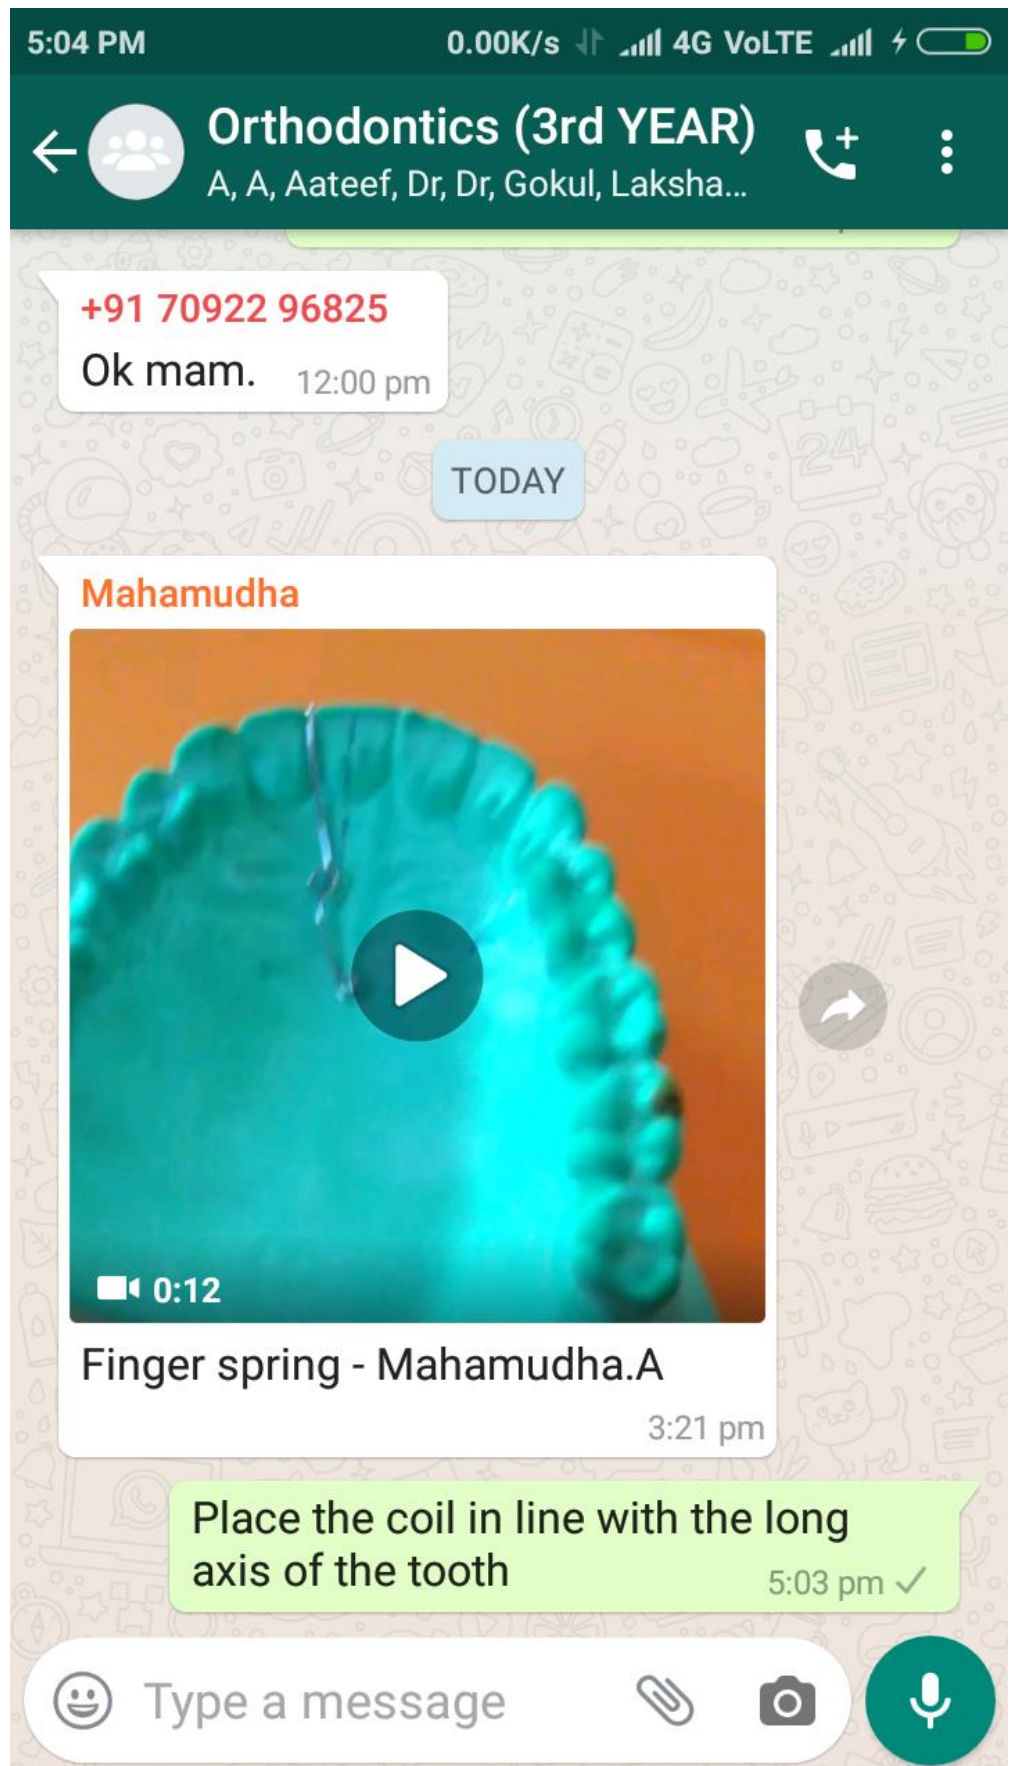 5:04 PM 0.00K/s 4G VoLTE
Orthodontics (3rd YEAR)
A, A, Aateef, Dr, Dr, Gokul, Laksha...
+91 70922 96825
Ok mam. 12:00 pm
TODAY
Mahamudha
0:12
Finger spring - Mahamudha.A
3:21 pm
Place the coil in line with the long
axis of the tooth 5:03 pm
Type a message